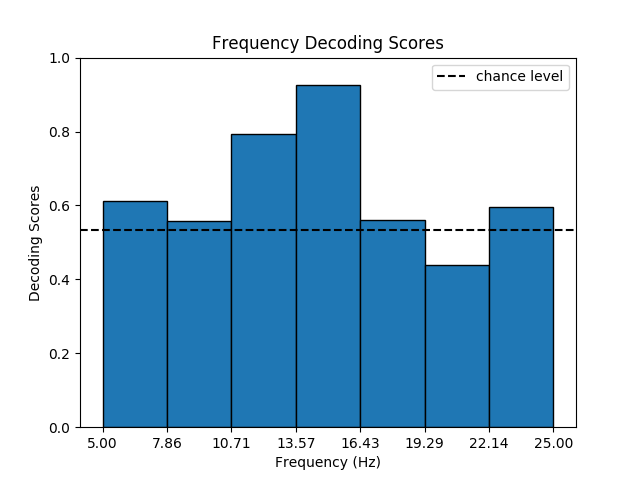 Frequency Decoding Scores
chance level
Decoding Scores
1.0
0.8
0.6
0.4
0.2
0.0
5.00 7.86 10.71 13.57 16.43 19.29 22.14 25.00
Frequency (Hz)